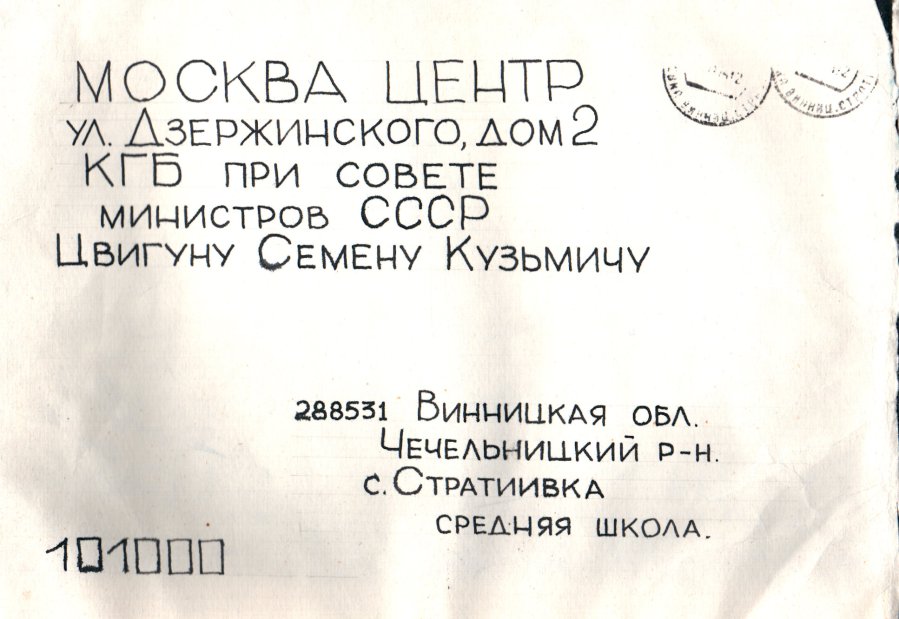 МОСКВА ЦЕНТР
УЛ. ДЗЕРЖИНСКОГО, ДОМ 2
КГБ ПРИ СОВЕТЕ
МИНИСТРОВ СССР
ЦВИГУНУ СЕМЕНУ КУЗЬМИЧУ
288531 ВИННИЦКАЯ ОБЛ.
ЧЕЧЕЛЬНИЦКИЙ Р-Н.
С. СТРАТИИВКА
СРЕДНЯЯ ШКОЛА.
101000